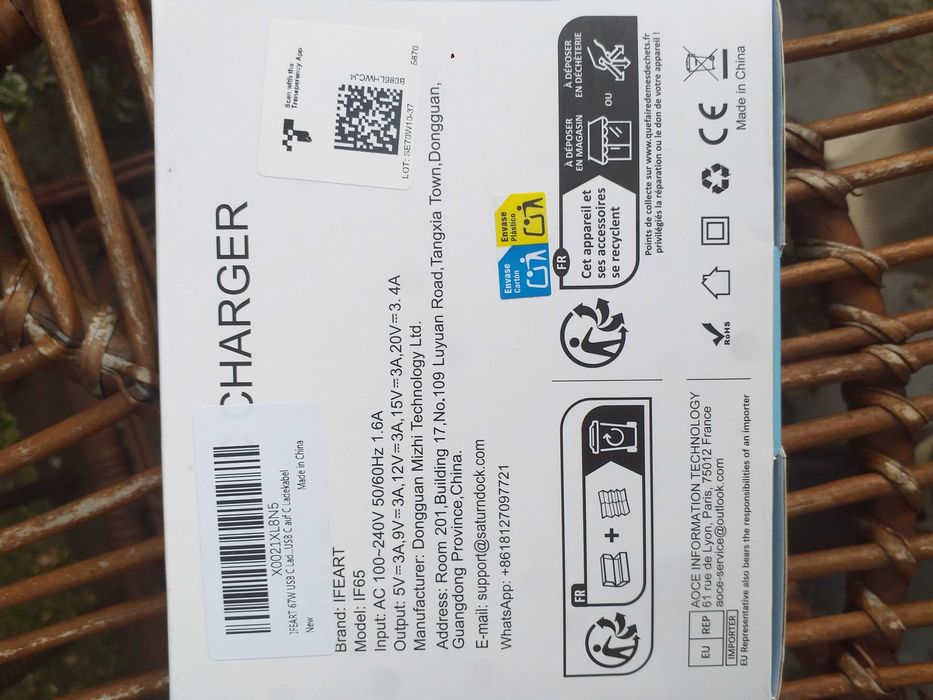 CHARGER
X0021XL8N5
IFEART 67W USB C Lad...USB C auf C Ladekabel
New
Made in China
Scan with the
Transparency App
LOT: SE70W10-37
5870
Brand: IFEART
Model: IF65
Input: AC 100~240V 50/60Hz 1.6A
Output: 5V⎓3A,9V⎓3A,12V⎓3A,15V⎓3A,20V⎓3. 4A
Manufacturer: Dongguan Mizhi Technology Ltd.
Address: Room 201,Building 17,No.109 Luyuan Road,Tangxia Town,Dongguan,
Guangdong Province,China.
E-mail: support@saturndock.com
WhatsApp: +8618127097721
Envase
Cartón
Envase
Plástico
FR
+
FR
Cet appareil et
ses accessoires
se recyclent
À DÉPOSER
EN MAGASIN
OU
À DÉPOSER
EN DÉCHÈTERIE
Points de collecte sur www.quefairedemesdechets.fr
privilégiés la réparation ou le don de votre appareil !
EU REP
AOCE INFORMATION TECHNOLOGY
61 rue de Lyon, Paris, 75012 France
aoce-service@outlook.com
IMPORTER
EU Representative also bears the responsibilities of an importer
RoHS
CE
Made in China